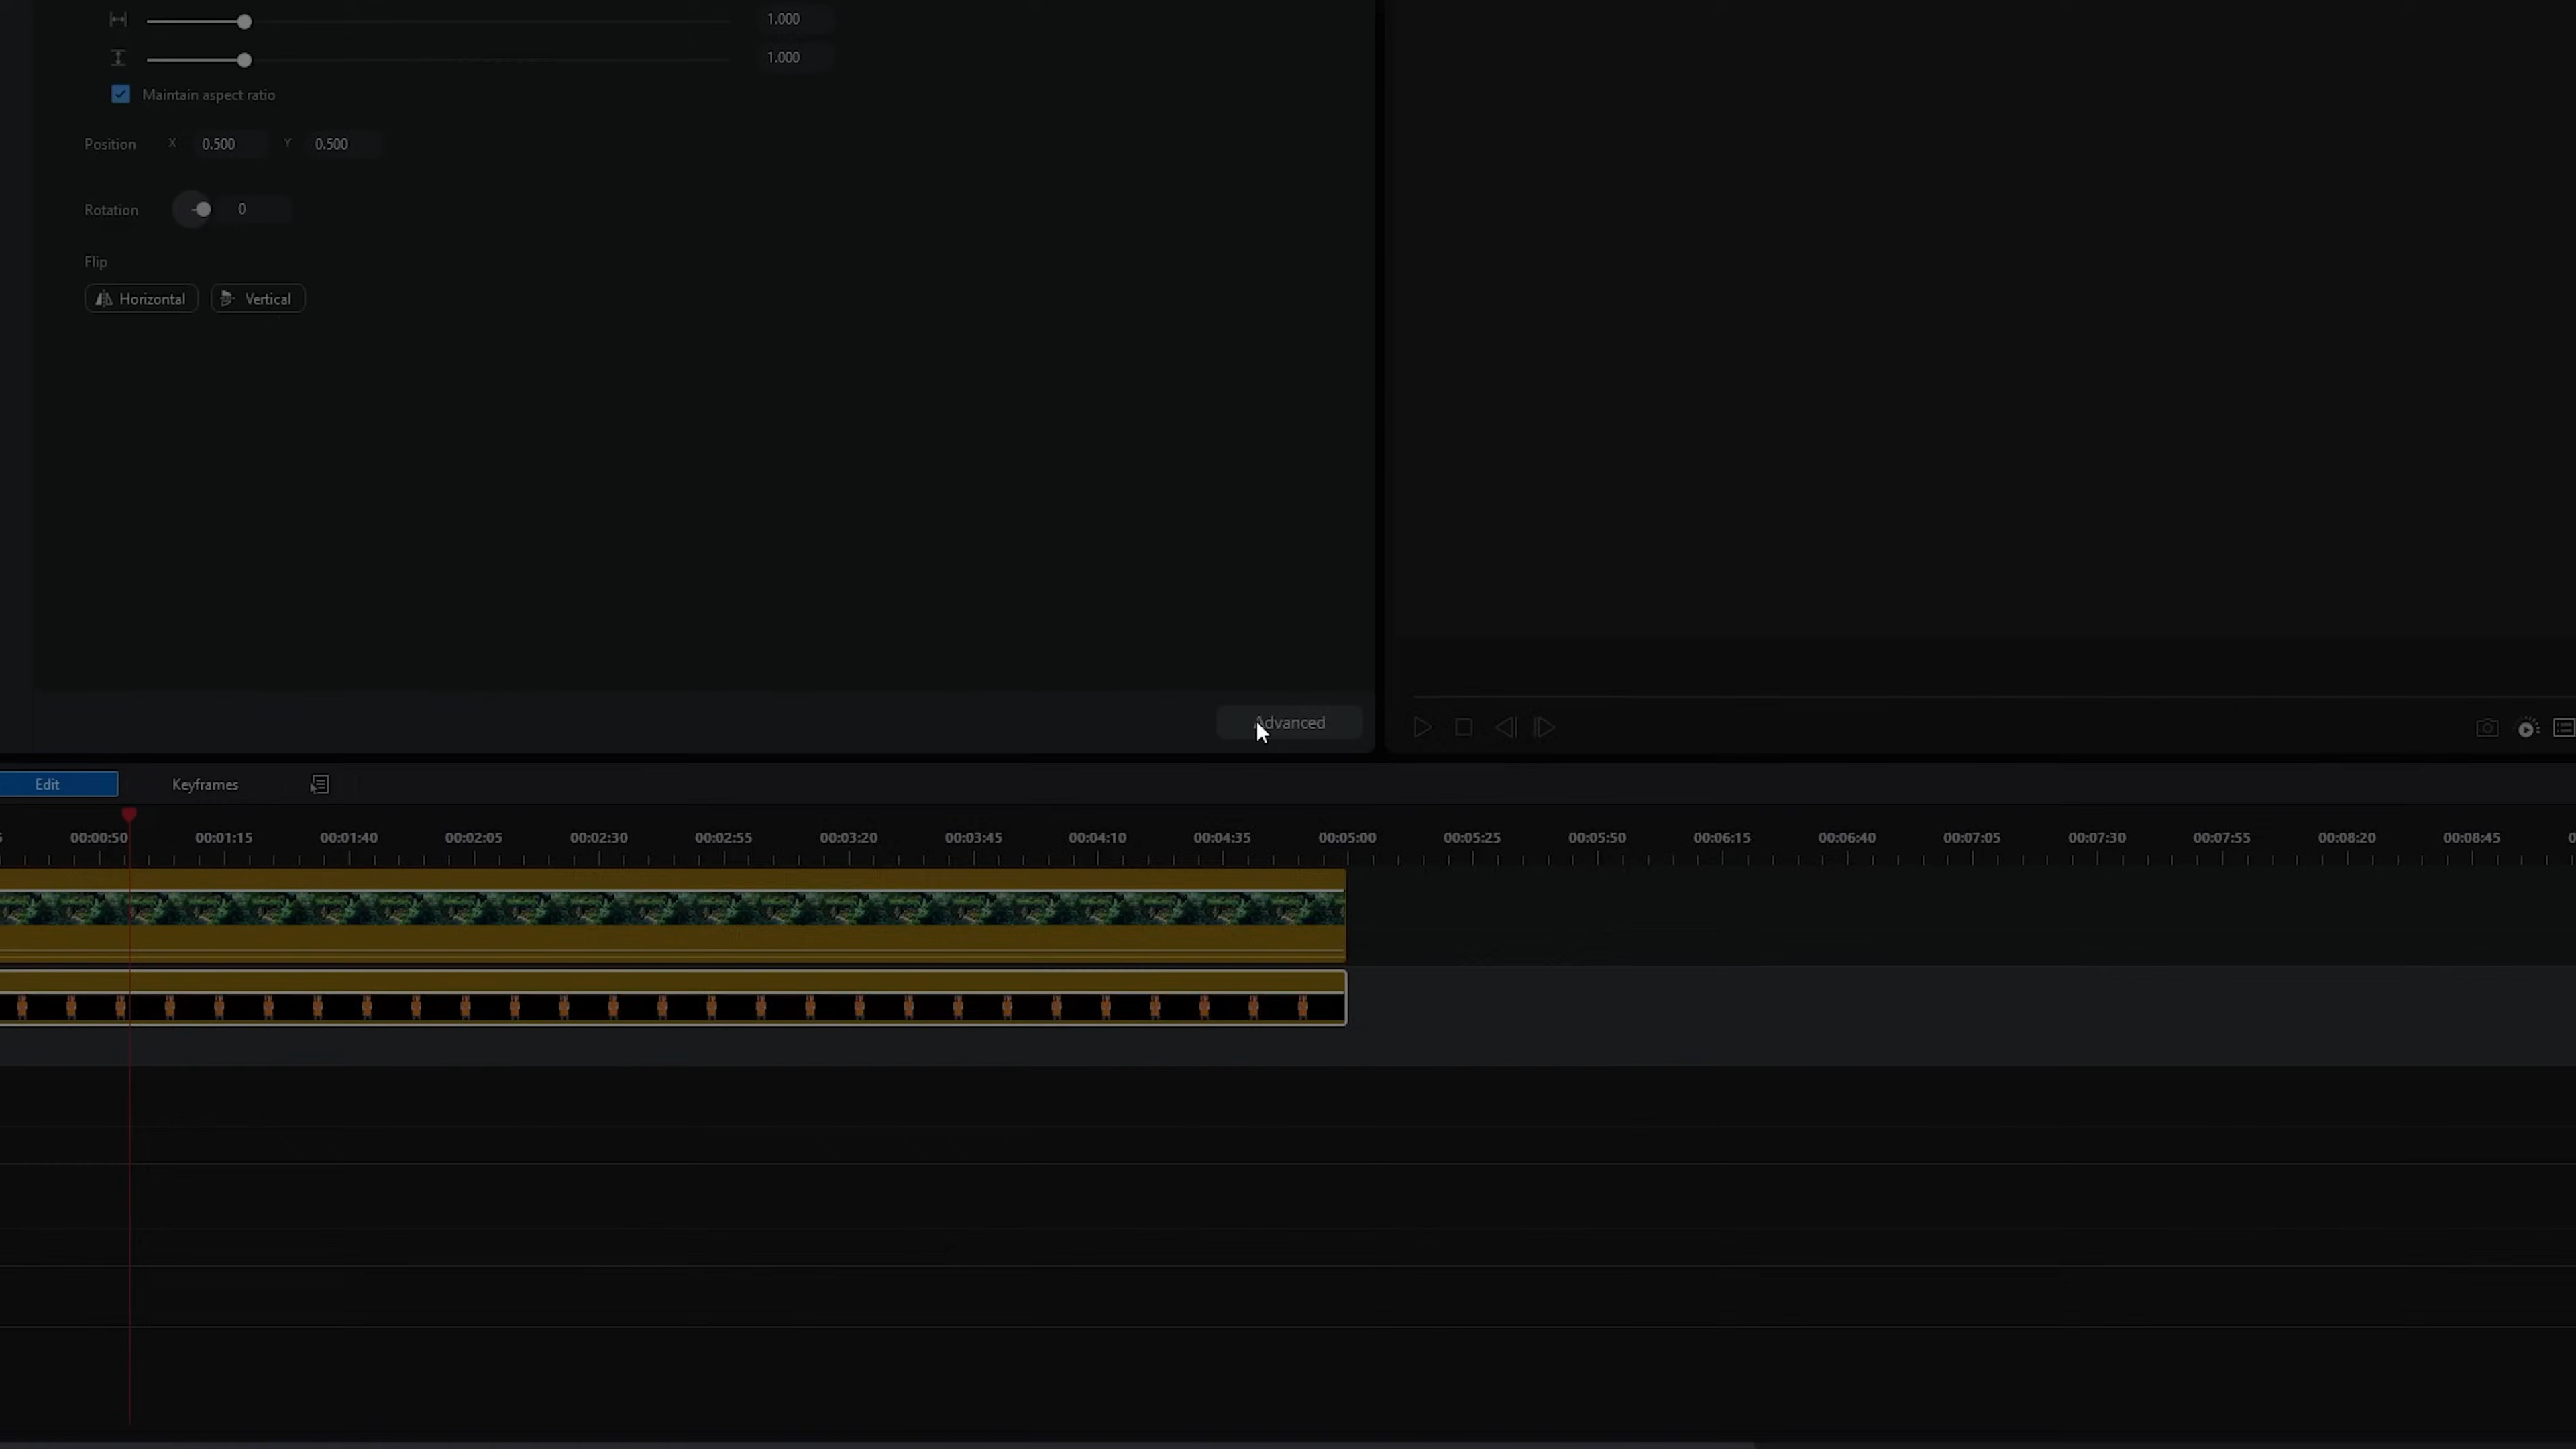 1.000
1.000
Maintain aspect ratio
Position X 0.500 Y 0.500
Rotation 0
Flip
Horizontal Vertical
Advanced
Edit Keyframes
00:00:50 00:01:15 00:01:40 00:02:05 00:02:30 00:02:55 00:03:20 00:03:45 00:04:10 00:04:35 00:05:00 00:05:25 00:05:50 00:06:15 00:06:40 00:07:05 00:07:30 00:07:55 00:08:20 00:08:45